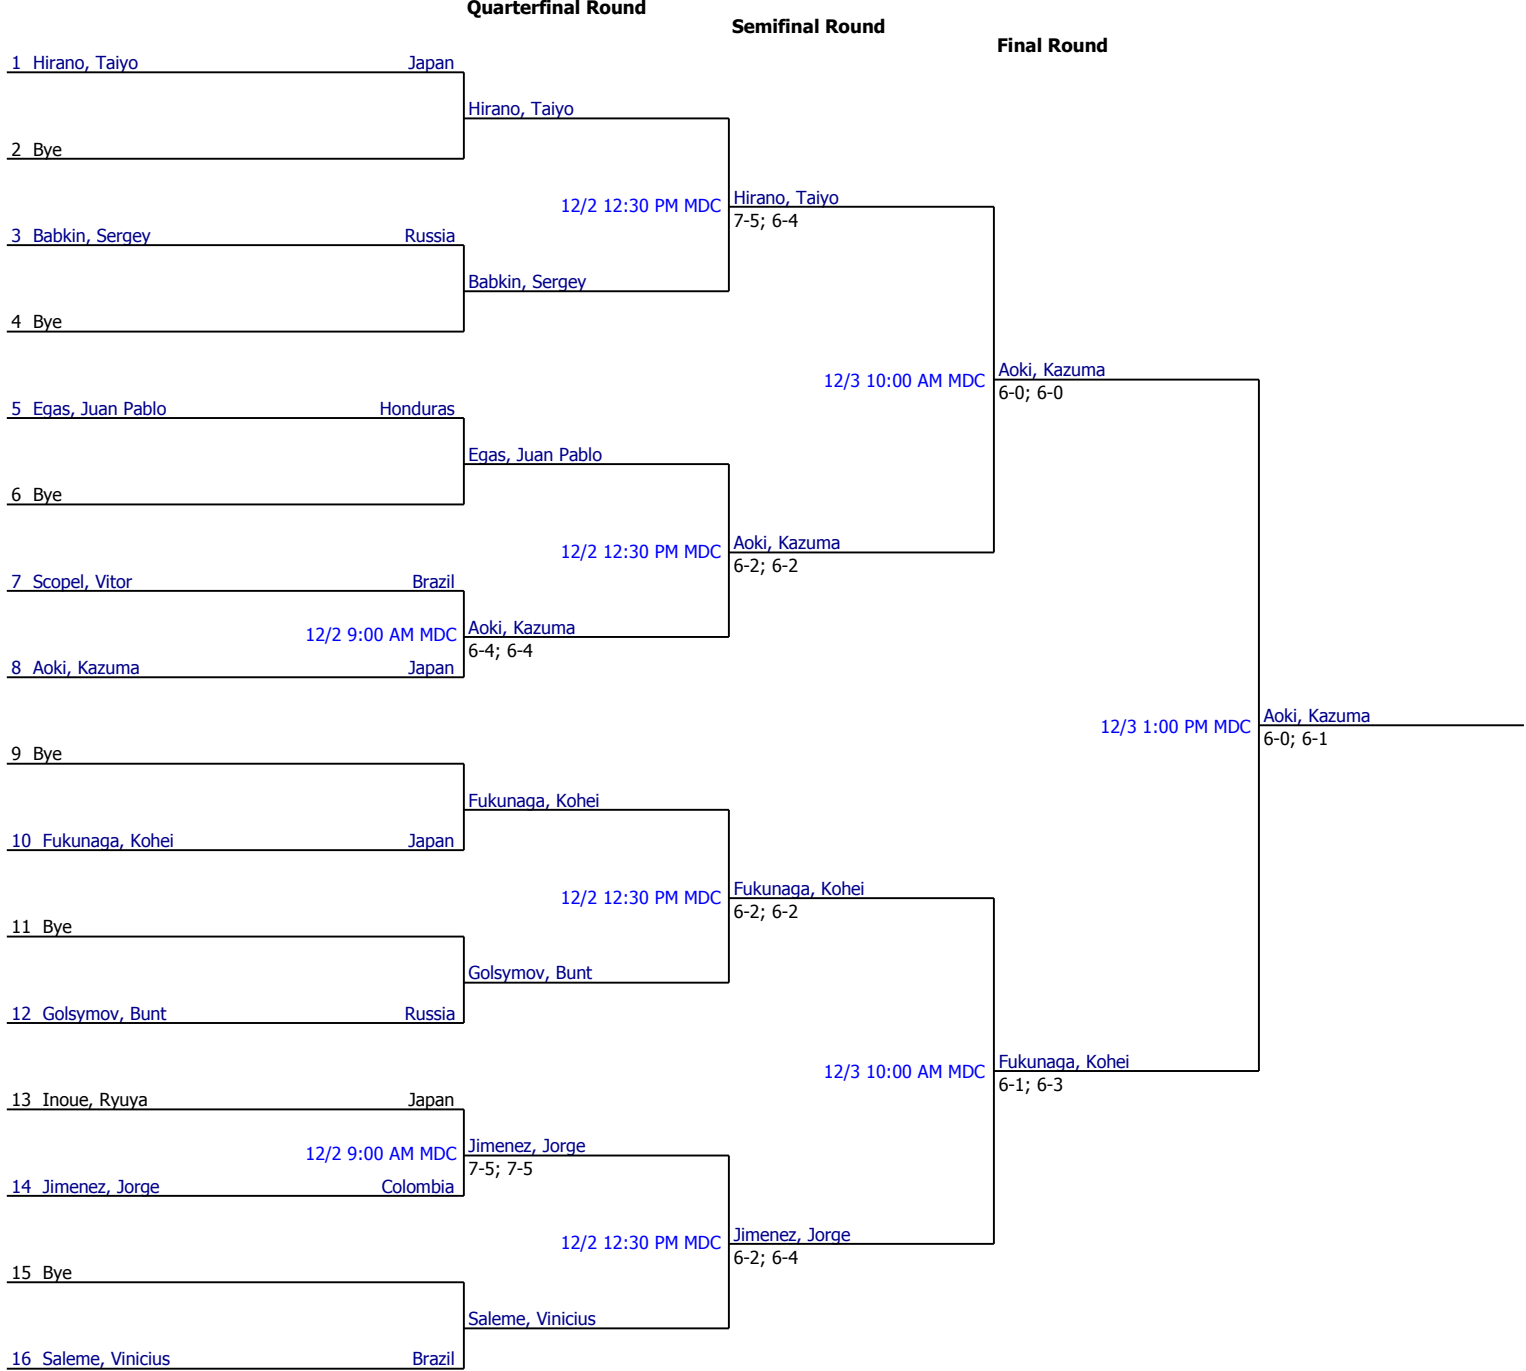 Quarterfinal Round
Semifinal Round
Final Round
1 Hirano, Taiyo Japan
Hirano, Taiyo
2 Bye
12/2 12:30 PM MDC Hirano, Taiyo
7-5; 6-4
3 Babkin, Sergey Russia
Babkin, Sergey
4 Bye
12/3 10:00 AM MDC Aoki, Kazuma
6-0; 6-0
5 Egas, Juan Pablo Honduras
Egas, Juan Pablo
6 Bye
12/2 12:30 PM MDC Aoki, Kazuma
6-2; 6-2
7 Scopel, Vitor Brazil
12/2 9:00 AM MDC Aoki, Kazuma
6-4; 6-4
8 Aoki, Kazuma Japan
12/3 1:00 PM MDC Aoki, Kazuma
6-0; 6-1
9 Bye
Fukunaga, Kohei
10 Fukunaga, Kohei Japan
12/2 12:30 PM MDC Fukunaga, Kohei
6-2; 6-2
11 Bye
Golsymov, Bunt
12 Golsymov, Bunt Russia
12/3 10:00 AM MDC Fukunaga, Kohei
6-1; 6-3
13 Inoue, Ryuya Japan
12/2 9:00 AM MDC Jimenez, Jorge
7-5; 7-5
14 Jimenez, Jorge Colombia
12/2 12:30 PM MDC Jimenez, Jorge
6-2; 6-4
15 Bye
Saleme, Vinicius
16 Saleme, Vinicius Brazil